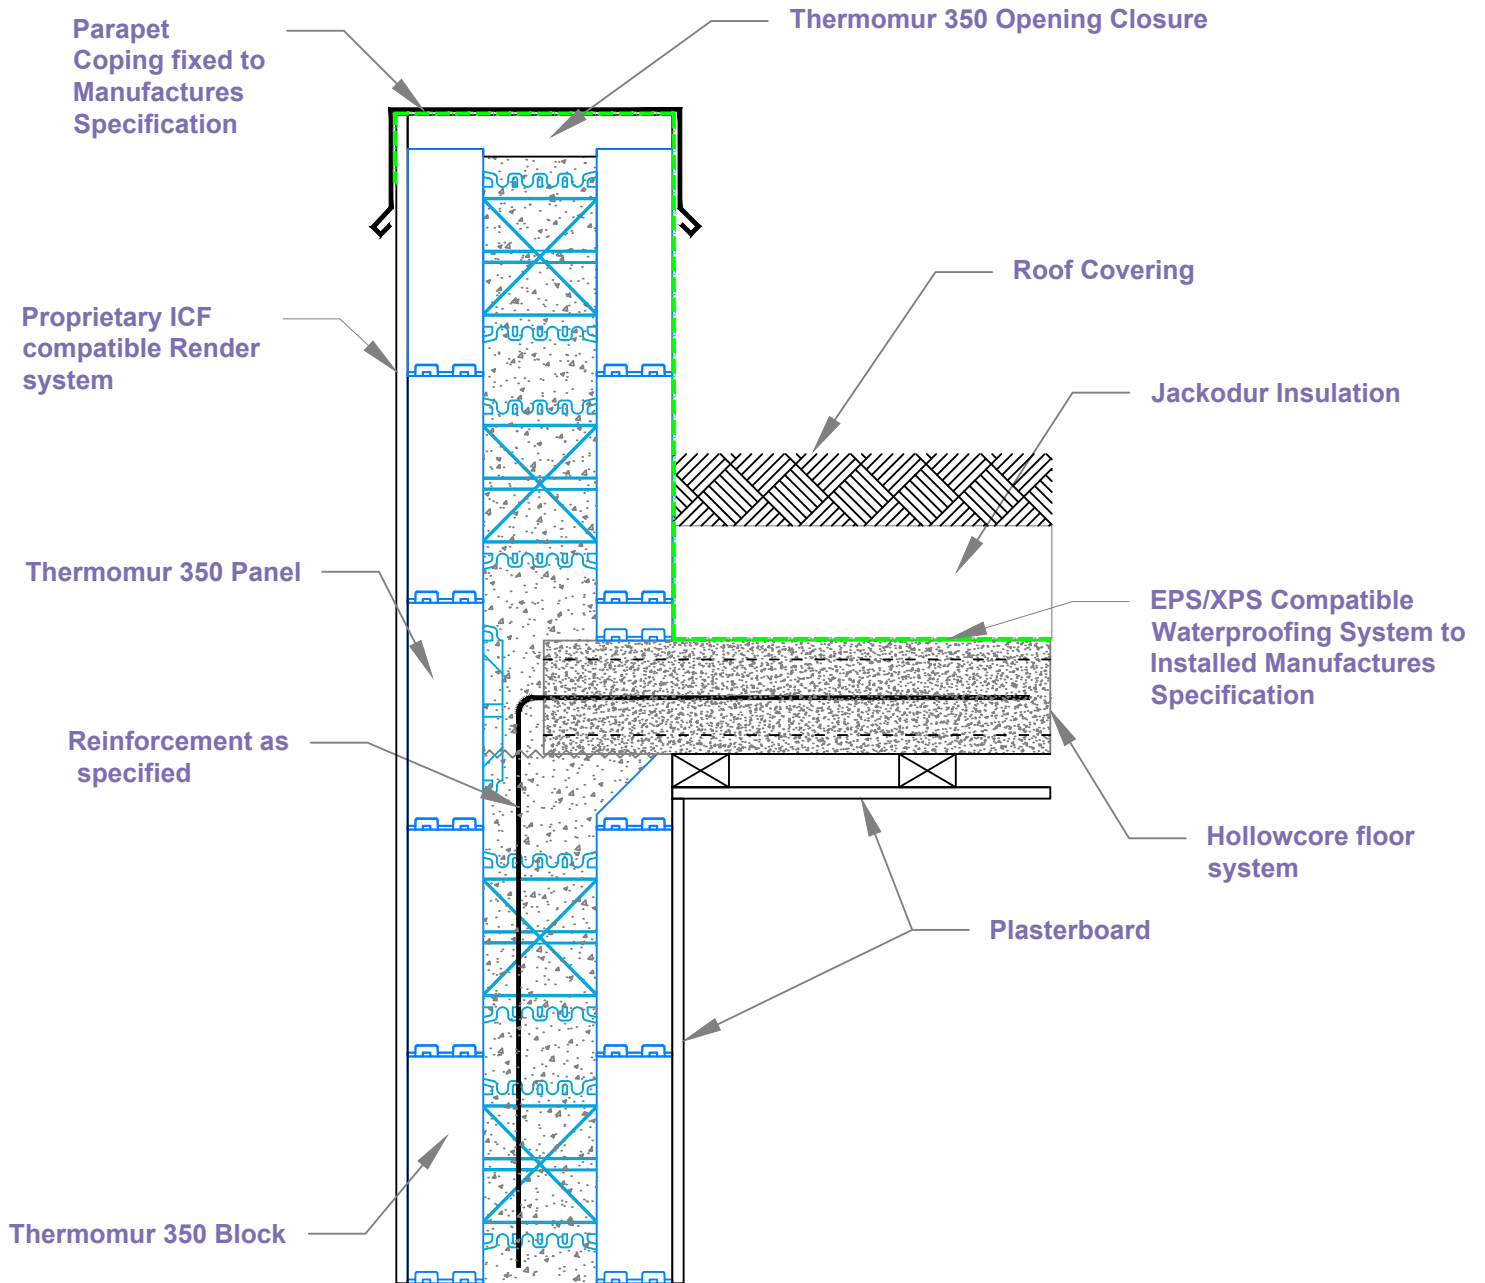 Parapet
Coping fixed to
Manufactures
Specification
Thermomur 350 Opening Closure
Roof Covering
Proprietary ICF
compatible Render
system
Jackodur Insulation
Thermomur 350 Panel
EPS/XPS Compatible
Waterproofing System to
Installed Manufactures
Specification
Reinforcement as
specified
Hollowcore floor
system
Plasterboard
Thermomur 350 Block